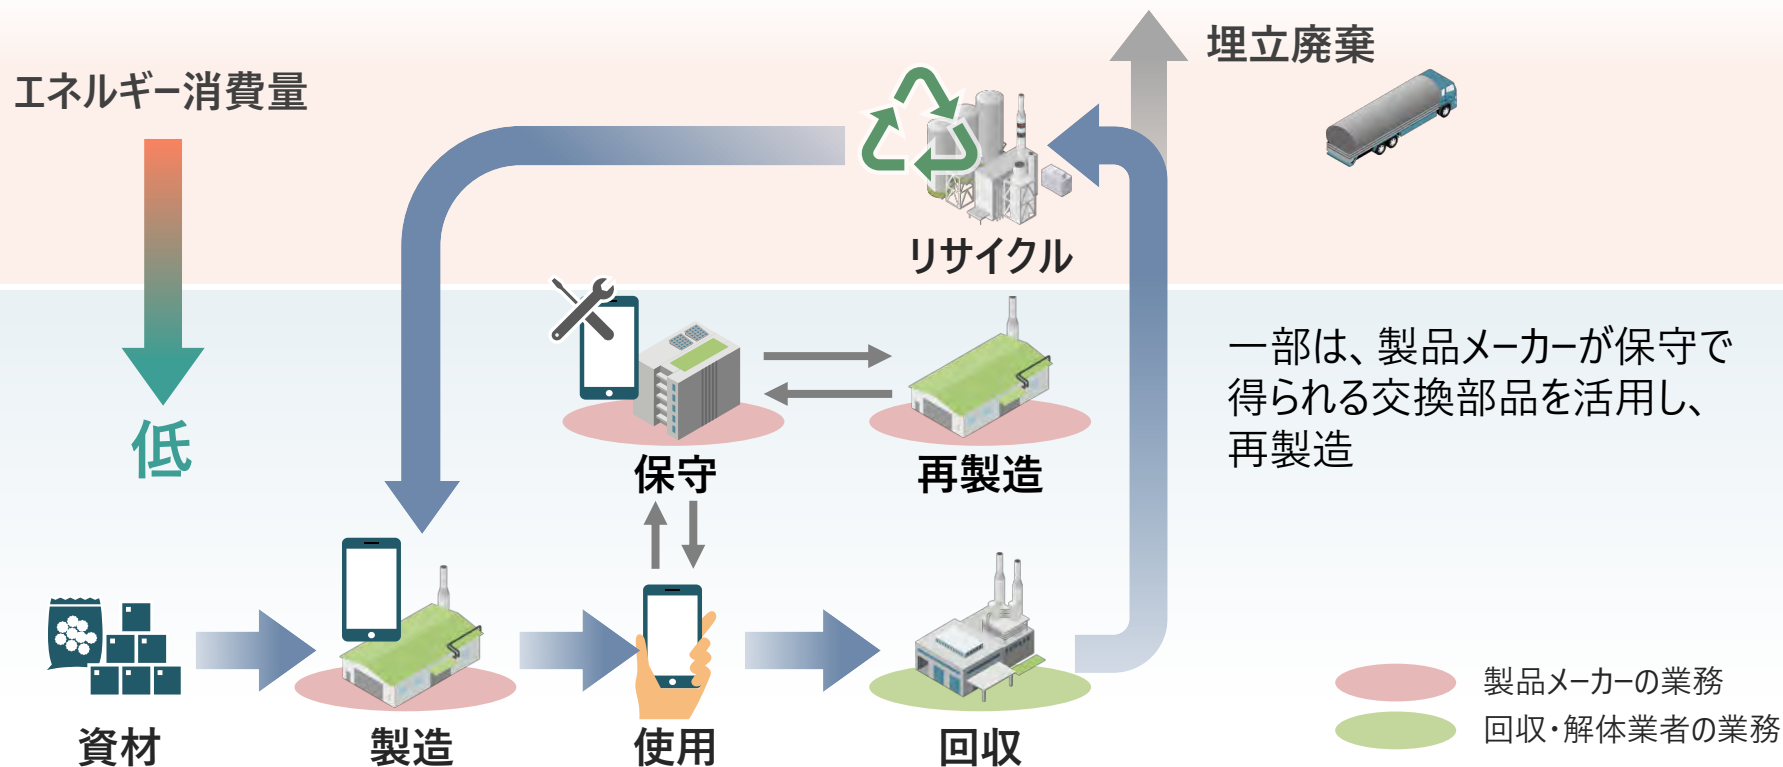 エネルギー消費量
埋立廃棄
リサイクル
低
一部は、製品メーカーが保守で
得られる交換部品を活用し、
再製造
保守
再製造
資材
製造
使用
回収
製品メーカーの業務
回収・解体業者の業務